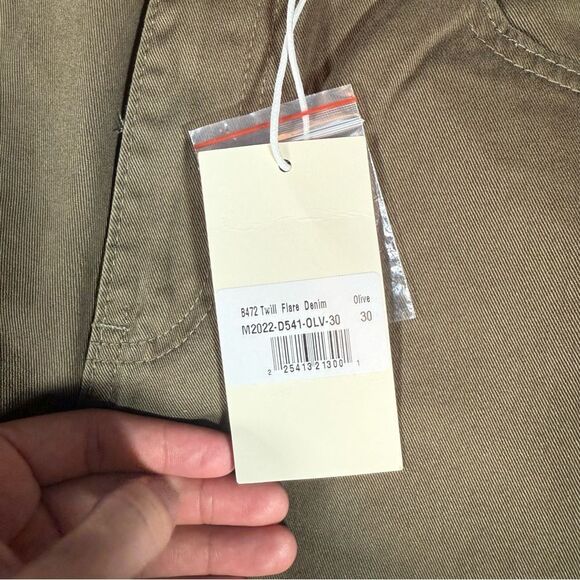 B472 Twill Flare Denim Olive
M2022-D541-OLV-30 30
2 25413 21300 1